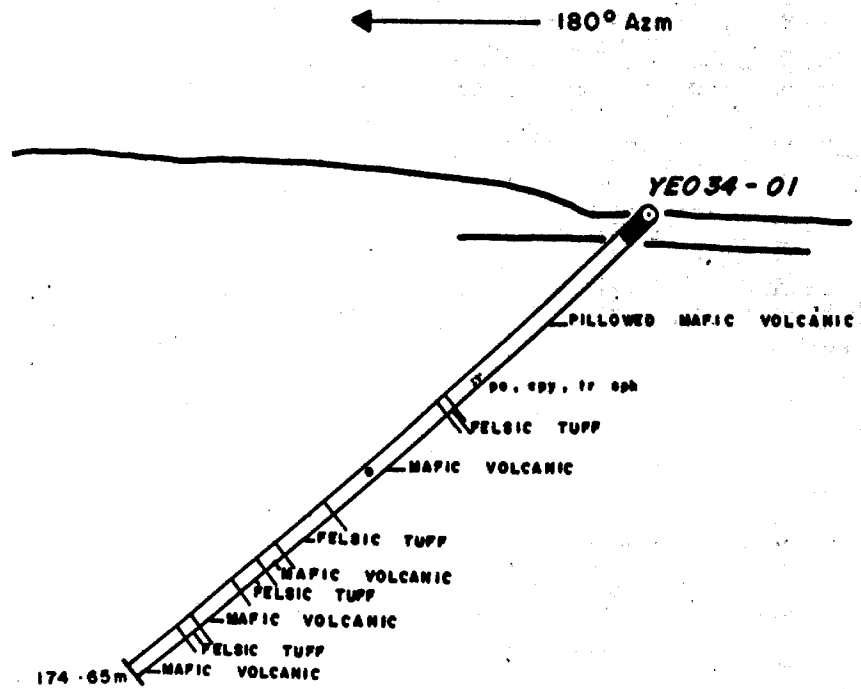 180° Azm
YEO34-01
PILLOWED MAFIC VOLCANIC
po, cpy, tr sph
FELSIC TUFF
MAFIC VOLCANIC
FELSIC TUFF
MAFIC VOLCANIC
FELSIC TUFF
MAFIC VOLCANIC
FELSIC TUFF
174.65m
MAFIC VOLCANIC